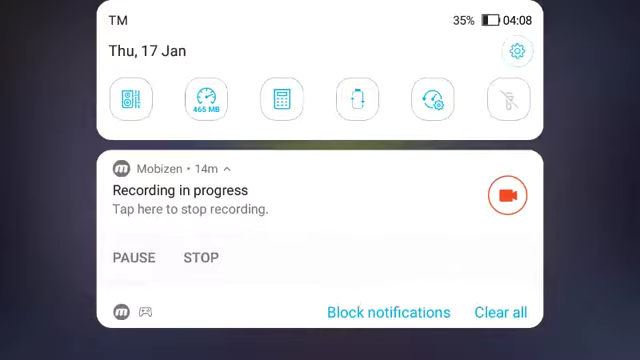 TM 35% 04:08
Thu, 17 Jan
466 MB
Mobizen • 14m
Recording in progress
Tap here to stop recording.
PAUSE STOP
Block notifications Clear all